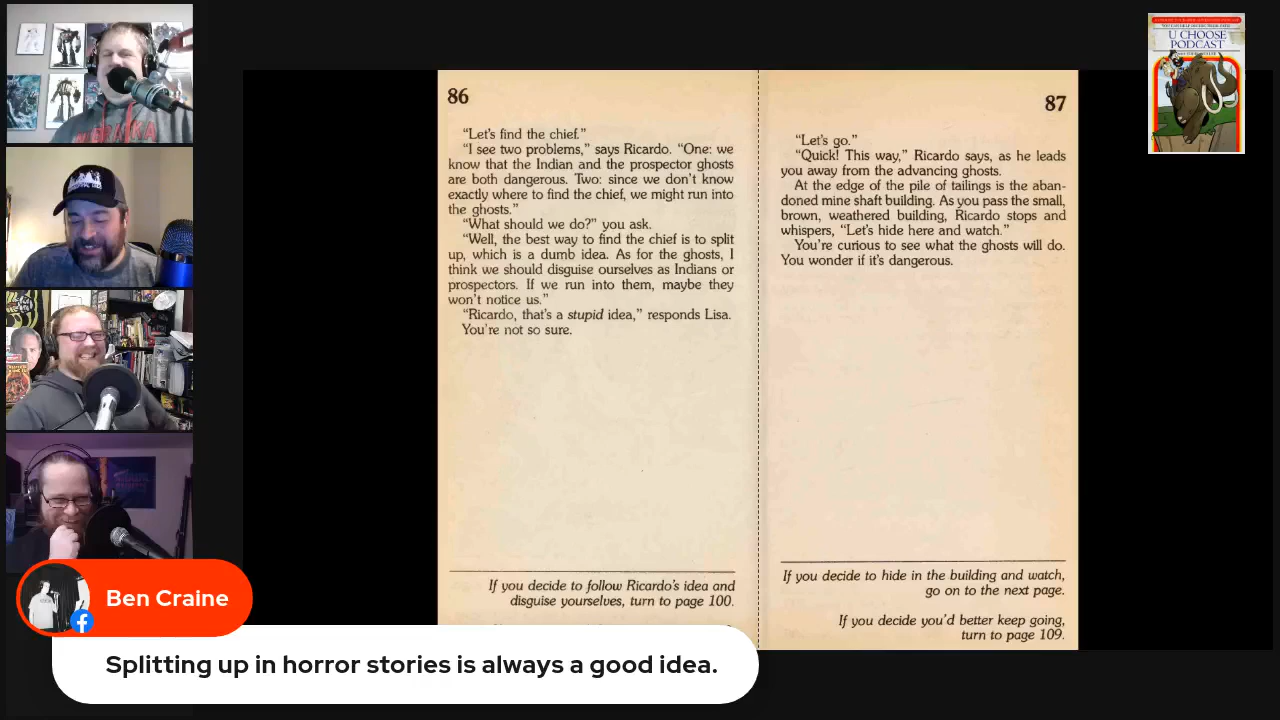 U CHOOSE
PODCAST
86
"Let's find the chief."
"I see two problems," says Ricardo. "One: we
know that the Indian and the prospector ghosts
are both dangerous. Two: since we don't know
exactly where to find the chief, we might run into
the ghosts."
"What should we do?" you ask.
"Well, the best way to find the chief is to split
up, which is a dumb idea. As for the ghosts, I
think we should disguise ourselves as Indians or
prospectors. If we run into them, maybe they
won't notice us."
"Ricardo, that's a stupid idea," responds Lisa.
You're not so sure.
If you decide to follow Ricardo's idea and
disguise yourselves, turn to page 100.
87
"Let's go."
"Quick! This way," Ricardo says, as he leads
you away from the advancing ghosts.
At the edge of the pile of tailings is the aban-
doned mine shaft building. As you pass the small,
brown, weathered building, Ricardo stops and
whispers, "Let's hide here and watch."
You're curious to see what the ghosts will do.
You wonder if it's dangerous.
If you decide to hide in the building and watch,
go on to the next page.
If you decide you'd better keep going,
turn to page 109.
Ben Craine
Splitting up in horror stories is always a good idea.